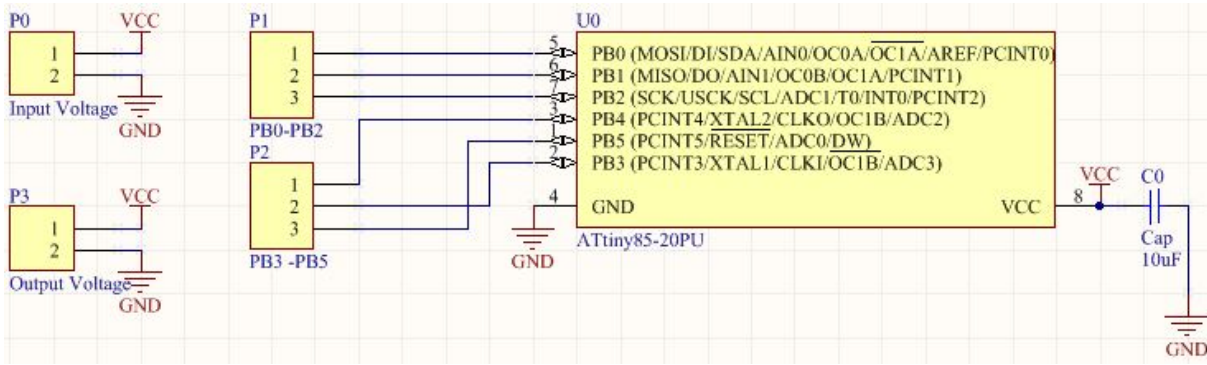 P0
VCC
1
2
Input Voltage
GND
P3
VCC
1
2
Output Voltage
GND
P1
1
2
3
PB0-PB2
P2
1
2
3
PB3 -PB5
U0
5 PB0 (MOSI/DI/SDA/AIN0/OC0A/OC1A/AREF/PCINT0)
6 PB1 (MISO/DO/AIN1/OC0B/OC1A/PCINT1)
7 PB2 (SCK/USCK/SCL/ADC1/T0/INT0/PCINT2)
3 PB4 (PCINT4/XTAL2/CLKO/OC1B/ADC2)
1 PB5 (PCINT5/RESET/ADC0/DW)
2 PB3 (PCINT3/XTAL1/CLKI/OC1B/ADC3)
4 GND VCC 8
ATtiny85-20PU
GND
VCC
C0
Cap
10uF
GND